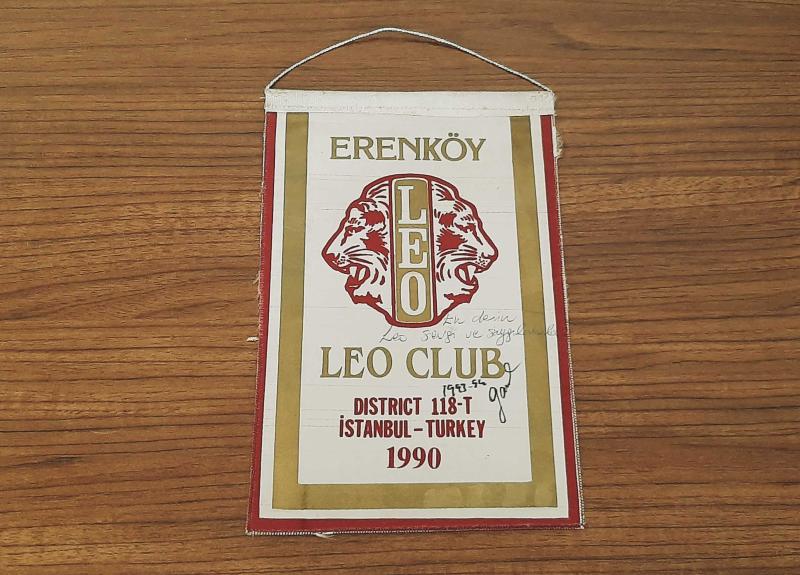 ERENKÖY
LEO
En derin
Leo sevgi ve saygılarımla
LEO CLUB
1993-94
DISTRICT 118-T
İSTANBUL - TURKEY
1990